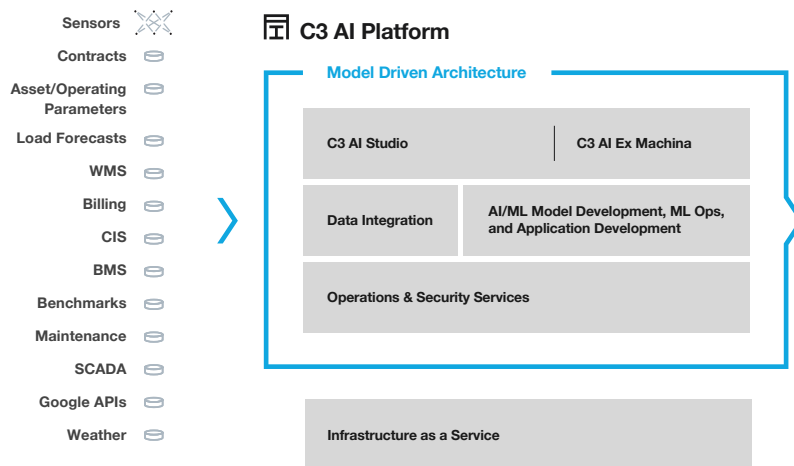 Sensors
Contracts
Asset/Operating
Parameters
Load Forecasts
WMS
Billing
CIS
BMS
Benchmarks
Maintenance
SCADA
Google APIs
Weather
C3 AI Platform
Model Driven Architecture
C3 AI Studio
C3 AI Ex Machina
Data Integration
AI/ML Model Development, ML Ops,
and Application Development
Operations & Security Services
Infrastructure as a Service